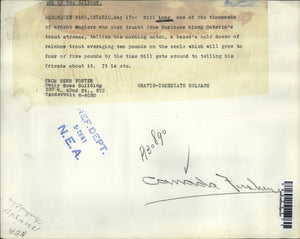 ALGONQUIN PARK, ONTARIO, May 17;- Bill Long, one of the thousands
of ardent anglers who play truant from business along Ontario's
trout streams, tallies his morning catch, a baker's half dozen of
rainbow trout averaging two pounds on the scale which will grow to
four or five pounds by the time Bill gets around to telling his
friends about it. It is etc.
FROM HERB FOSTER
Daily News Building GRATIS-IMMEDIATE RELEASE
220 E. 42nd St., NYC
VAnderbilt 6-4030
REF. DEPT.
N.E.A.
Canada Fishing
NEA